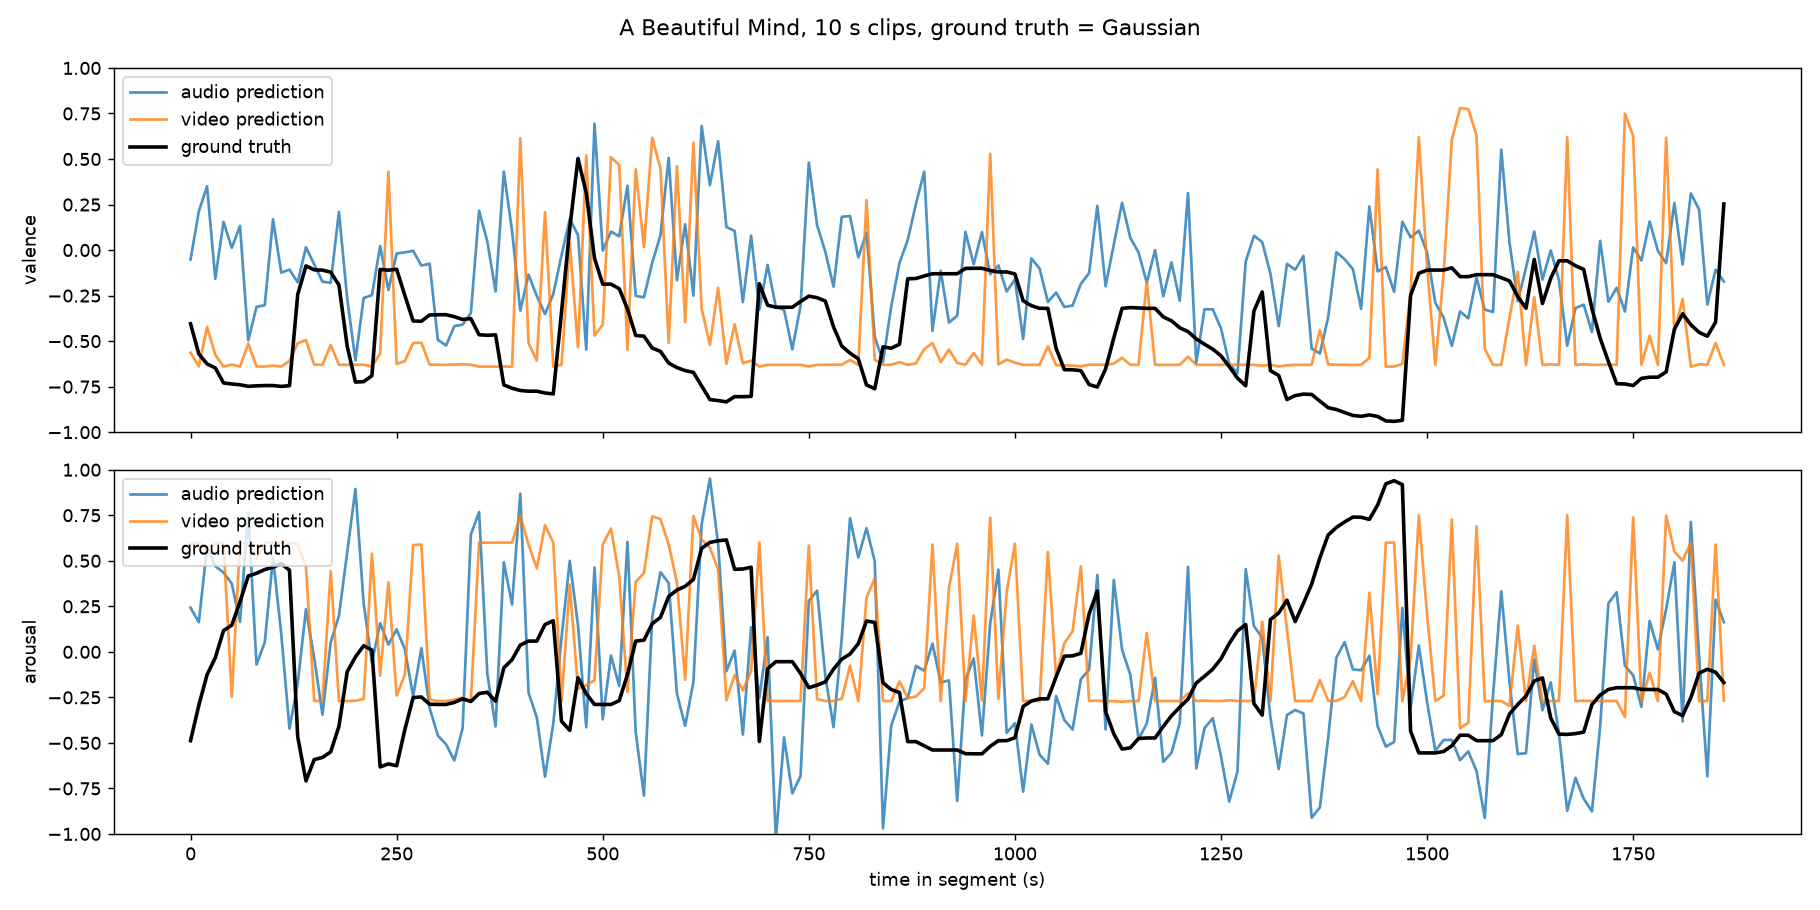 A Beautiful Mind, 10 s clips, ground truth = Gaussian
1.00
0.75
0.50
0.25
0.00
−0.25
−0.50
−0.75
−1.00
valence
audio prediction
video prediction
ground truth
1.00
0.75
0.50
0.25
0.00
−0.25
−0.50
−0.75
−1.00
arousal
audio prediction
video prediction
ground truth
0 250 500 750 1000 1250 1500 1750
time in segment (s)